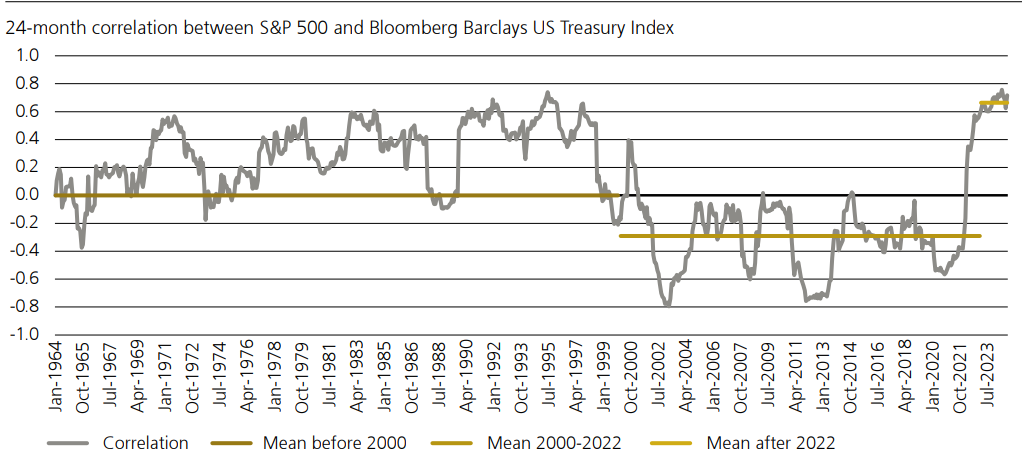 24-month correlation between S&P 500 and Bloomberg Barclays US Treasury Index
1.0
0.8
0.6
0.4
0.2
0.0
-0.2
-0.4
-0.6
-0.8
-1.0
Jan-1964
Oct-1965
Jul-1967
Apr-1969
Jan-1971
Oct-1972
Jul-1974
Apr-1976
Jan-1978
Oct-1979
Jul-1981
Apr-1983
Jan-1985
Oct-1986
Jul-1988
Apr-1990
Jan-1992
Oct-1993
Jul-1995
Apr-1997
Jan-1999
Oct-2000
Jul-2002
Apr-2004
Jan-2006
Oct-2007
Jul-2009
Apr-2011
Jan-2013
Oct-2014
Jul-2016
Apr-2018
Jan-2020
Oct-2021
Jul-2023
Correlation Mean before 2000 Mean 2000-2022 Mean after 2022